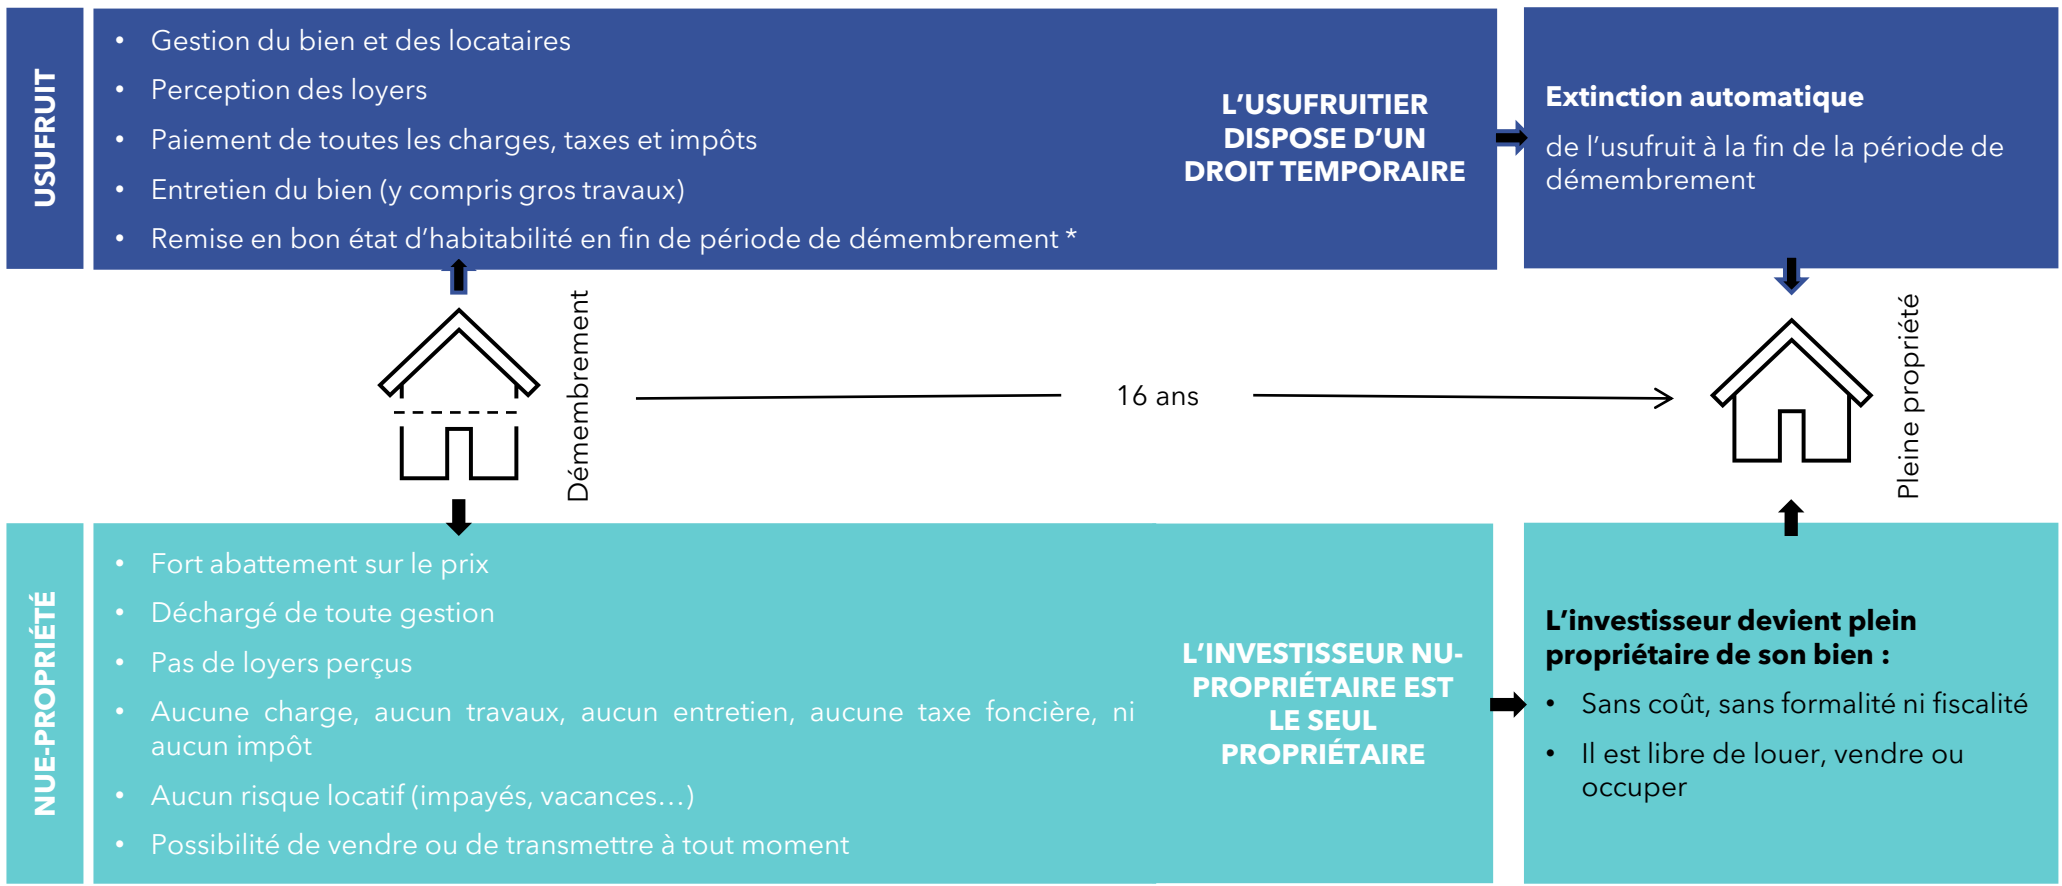 USUFRUIT
• Gestion du bien et des locataires
• Perception des loyers
• Paiement de toutes les charges, taxes et impôts
• Entretien du bien (y compris gros travaux)
• Remise en bon état d’habitabilité en fin de période de démembrement *
L’USUFRUITIER
DISPOSE D’UN
DROIT TEMPORAIRE
Extinction automatique
de l’usufruit à la fin de la période de
démembrement
Démembrement
16 ans
Pleine propriété
NUE-PROPRIÉTÉ
• Fort abattement sur le prix
• Déchargé de toute gestion
• Pas de loyers perçus
• Aucune charge, aucun travaux, aucun entretien, aucune taxe foncière, ni
aucun impôt
• Aucun risque locatif (impayés, vacances…)
• Possibilité de vendre ou de transmettre à tout moment
L’INVESTISSEUR NU-
PROPRIÉTAIRE EST
LE SEUL
PROPRIÉTAIRE
L’investisseur devient plein
propriétaire de son bien :
• Sans coût, sans formalité ni fiscalité
• Il est libre de louer, vendre ou
occuper